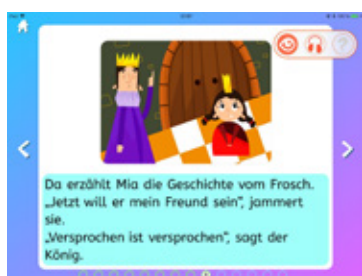 Da erzählt Mia die Geschichte vom Frosch.
„Jetzt will er mein Freund sein“, jammert
sie.
„Versprochen ist versprochen“, sagt der
König.